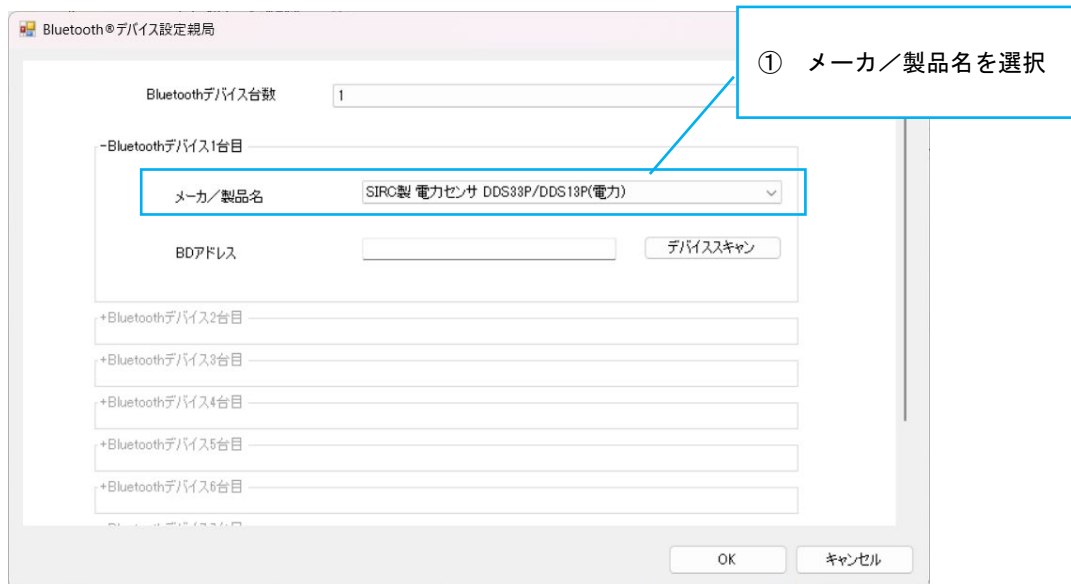 Bluetooth®デバイス設定親局
① メーカ／製品名を選択
Bluetoothデバイス台数
1
-Bluetoothデバイス1台目
メーカ／製品名
SIRC製 電力センサ DDS33P/DDS13P(電力)
BDアドレス
デバイススキャン
+Bluetoothデバイス2台目
+Bluetoothデバイス3台目
+Bluetoothデバイス4台目
+Bluetoothデバイス5台目
+Bluetoothデバイス6台目
OK
キャンセル